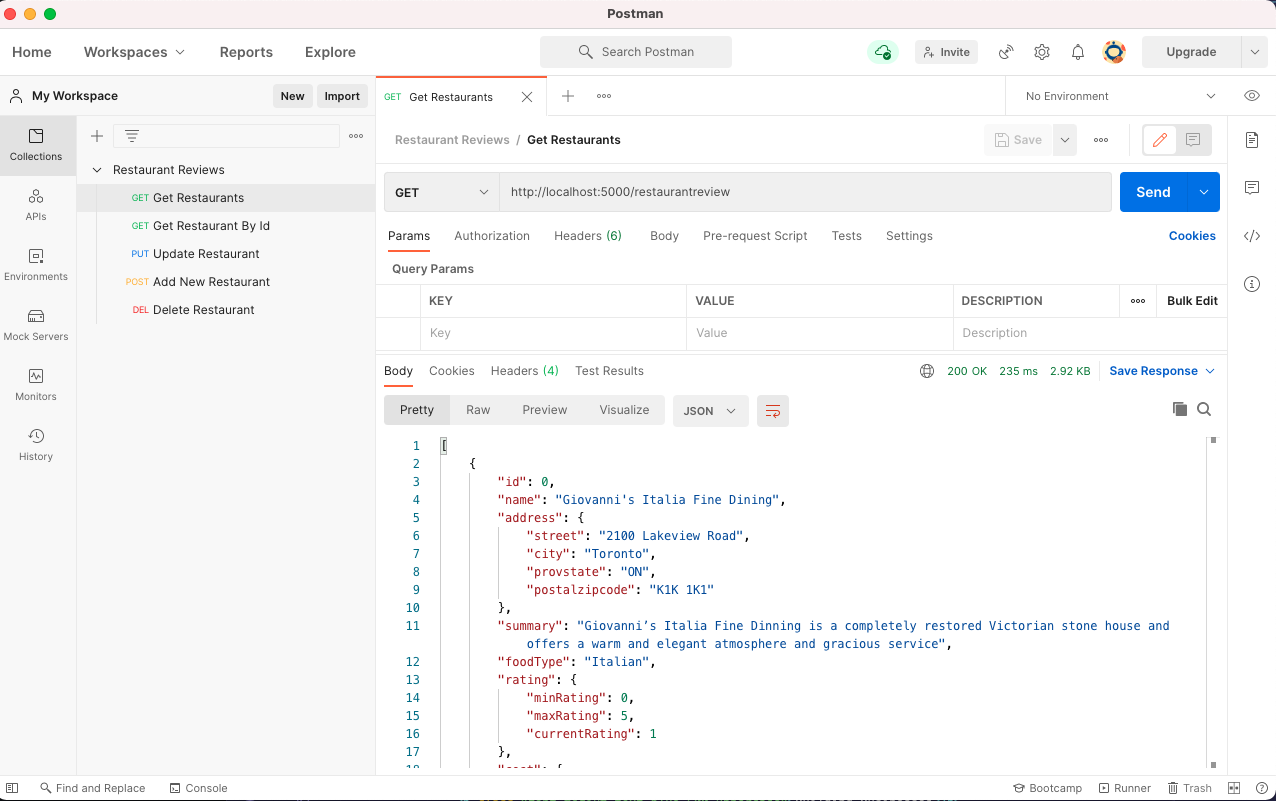 Postman
Home Workspaces Reports Explore Search Postman Invite Upgrade
My Workspace New Import
GET Get Restaurants No Environment
Collections
APIs
Environments
Mock Servers
Monitors
History
Restaurant Reviews
GET Get Restaurants
GET Get Restaurant By Id
PUT Update Restaurant
POST Add New Restaurant
DEL Delete Restaurant
Restaurant Reviews / Get Restaurants Save
GET http://localhost:5000/restaurantreview Send
Params Authorization Headers (6) Body Pre-request Script Tests Settings Cookies
Query Params
KEY VALUE DESCRIPTION Bulk Edit
Key Value Description
Body Cookies Headers (4) Test Results 200 OK 235 ms 2.92 KB Save Response
Pretty Raw Preview Visualize JSON
1 [
2 {
3 "id": 0,
4 "name": "Giovanni's Italia Fine Dining",
5 "address": {
6 "street": "2100 Lakeview Road",
7 "city": "Toronto",
8 "provstate": "ON",
9 "postalzipcode": "K1K 1K1"
10 },
11 "summary": "Giovanni’s Italia Fine Dinning is a completely restored Victorian stone house and
offers a warm and elegant atmosphere and gracious service",
12 "foodType": "Italian",
13 "rating": {
14 "minRating": 0,
15 "maxRating": 5,
16 "currentRating": 1
17 },
18 "cost": {
Find and Replace Console Bootcamp Runner Trash